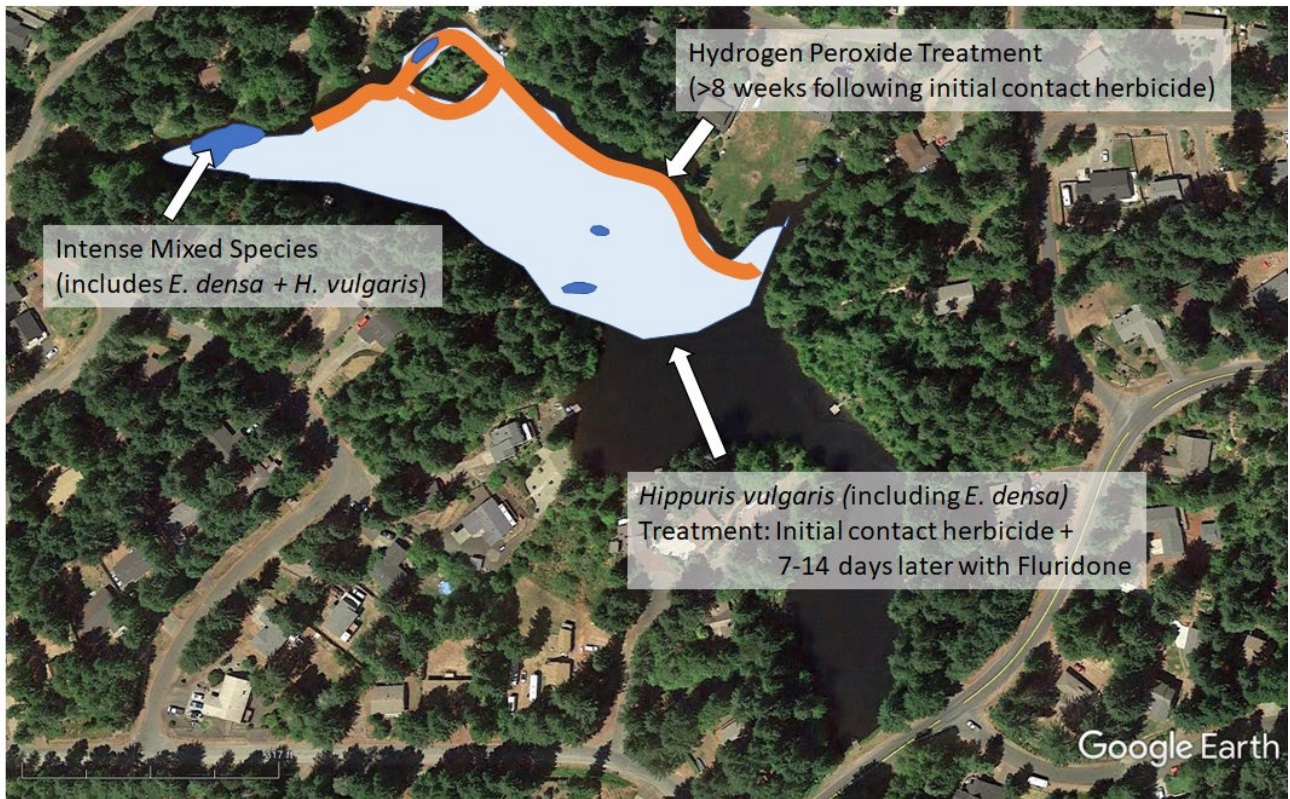 Hydrogen Peroxide Treatment
(>8 weeks following initial contact herbicide)
Intense Mixed Species
(includes E. densa + H. vulgaris)
Hippuris vulgaris (including E. densa)
Treatment: Initial contact herbicide +
7-14 days later with Fluridone
Google Earth